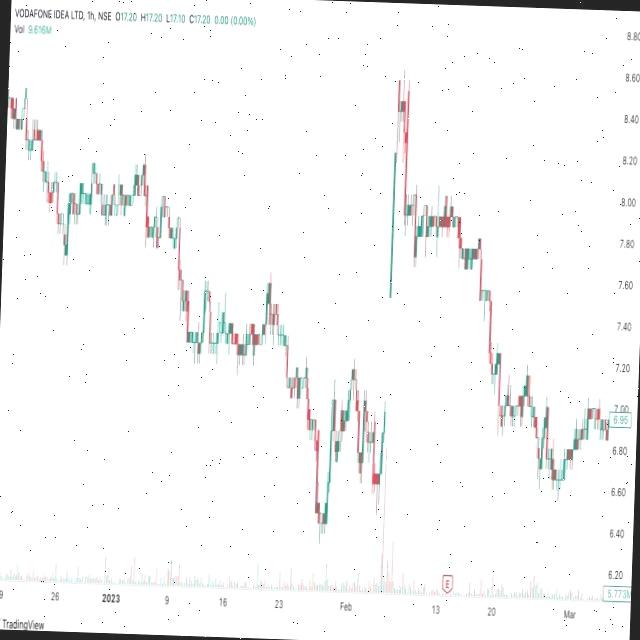 VODAFONE IDEA LTD, 1h, NSE O17.20 H17.20 L17.10 C17.20 0.00 (0.00%)
Vol 9.616M
8.80
8.60
8.40
8.20
8.00
7.80
7.60
7.40
7.20
7.00
6.95
6.80
6.60
6.40
6.20
5.773M
E
9 26 2023 9 16 23 Feb 13 20 Mar
TradingView